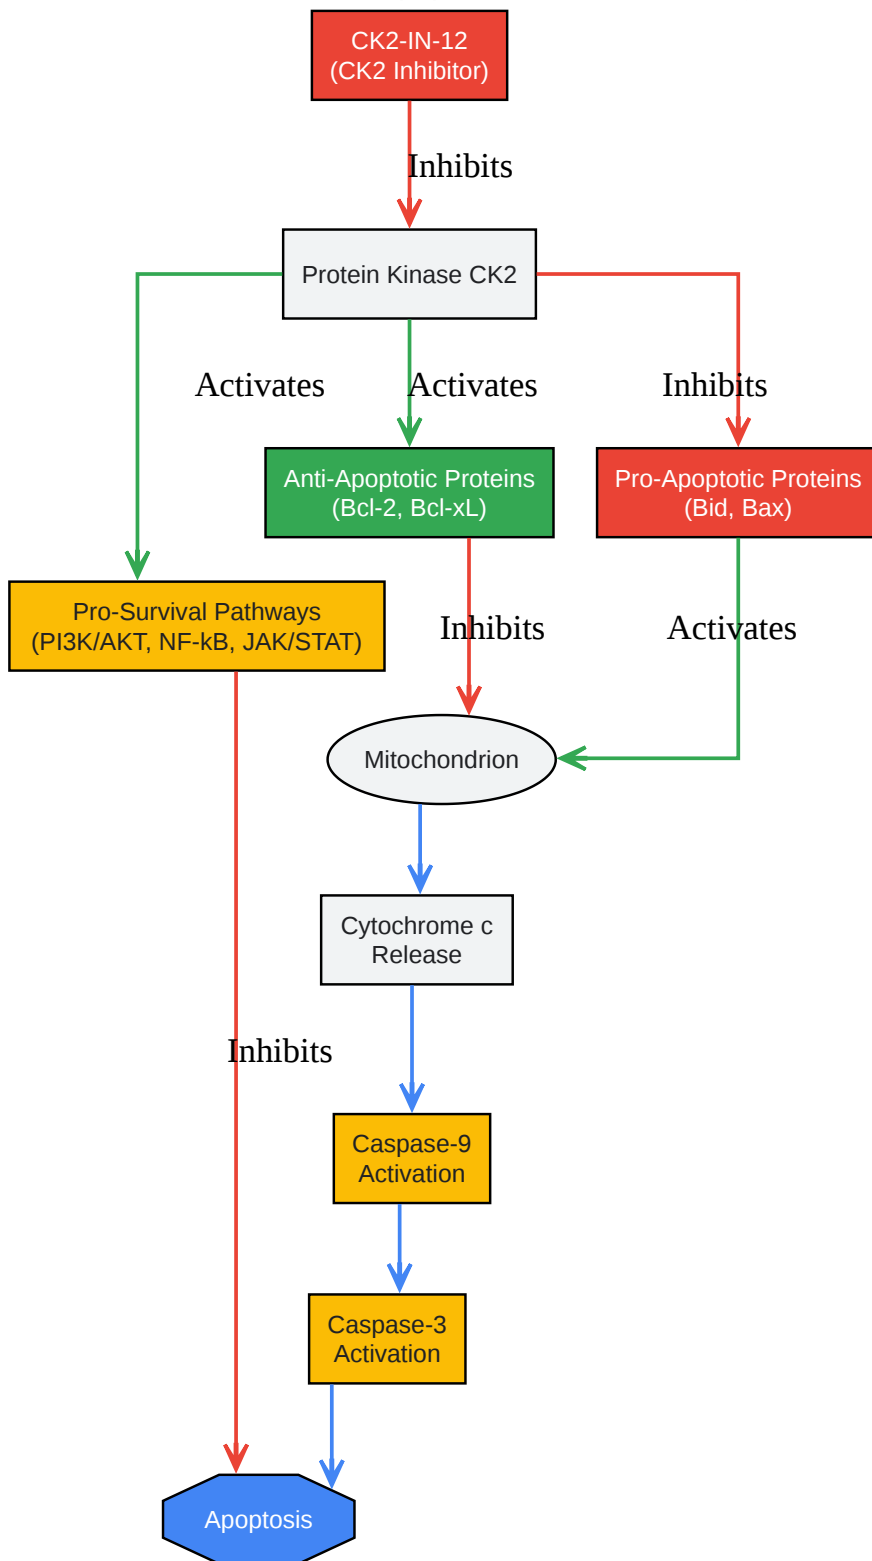 CK2-IN-12
(CK2 Inhibitor)
Inhibits
Protein Kinase CK2
Activates
Activates
Inhibits
Anti-Apoptotic Proteins
(Bcl-2, Bcl-xL)
Pro-Apoptotic Proteins
(Bid, Bax)
Pro-Survival Pathways
(PI3K/AKT, NF-kB, JAK/STAT)
Inhibits
Activates
Mitochondrion
Cytochrome c
Release
Inhibits
Caspase-9
Activation
Caspase-3
Activation
Apoptosis